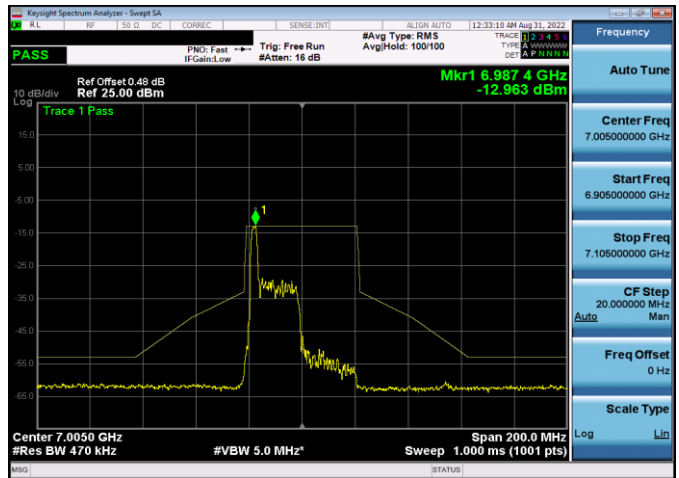 Keysight Spectrum Analyzer - Swept SA
LXI RL RF 50 Ω DC CORREC SENSE:INT ALIGN AUTO 12:33:10 AM Aug 31, 2022
PASS
PNO: Fast
IFGain:Low
Trig: Free Run
#Atten: 16 dB
#Avg Type: RMS
Avg|Hold: 100/100
TRACE 1 2 3 4 5 6
TYPE A WWWWW
DET A P N N N N
Ref Offset 0.48 dB
10 dB/div Ref 25.00 dBm
Log
Mkr1 6.987 4 GHz
-12.963 dBm
Trace 1 Pass
15.0
5.00
-5.00
-15.0
-25.0
-35.0
-45.0
-55.0
-65.0
1
Center 7.0050 GHz Span 200.0 MHz
#Res BW 470 kHz #VBW 5.0 MHz* Sweep 1.000 ms (1001 pts)
MSG STATUS
Frequency
Auto Tune
Center Freq
7.005000000 GHz
Start Freq
6.905000000 GHz
Stop Freq
7.105000000 GHz
CF Step
20.000000 MHz
Auto Man
Freq Offset
0 Hz
Scale Type
Log Lin